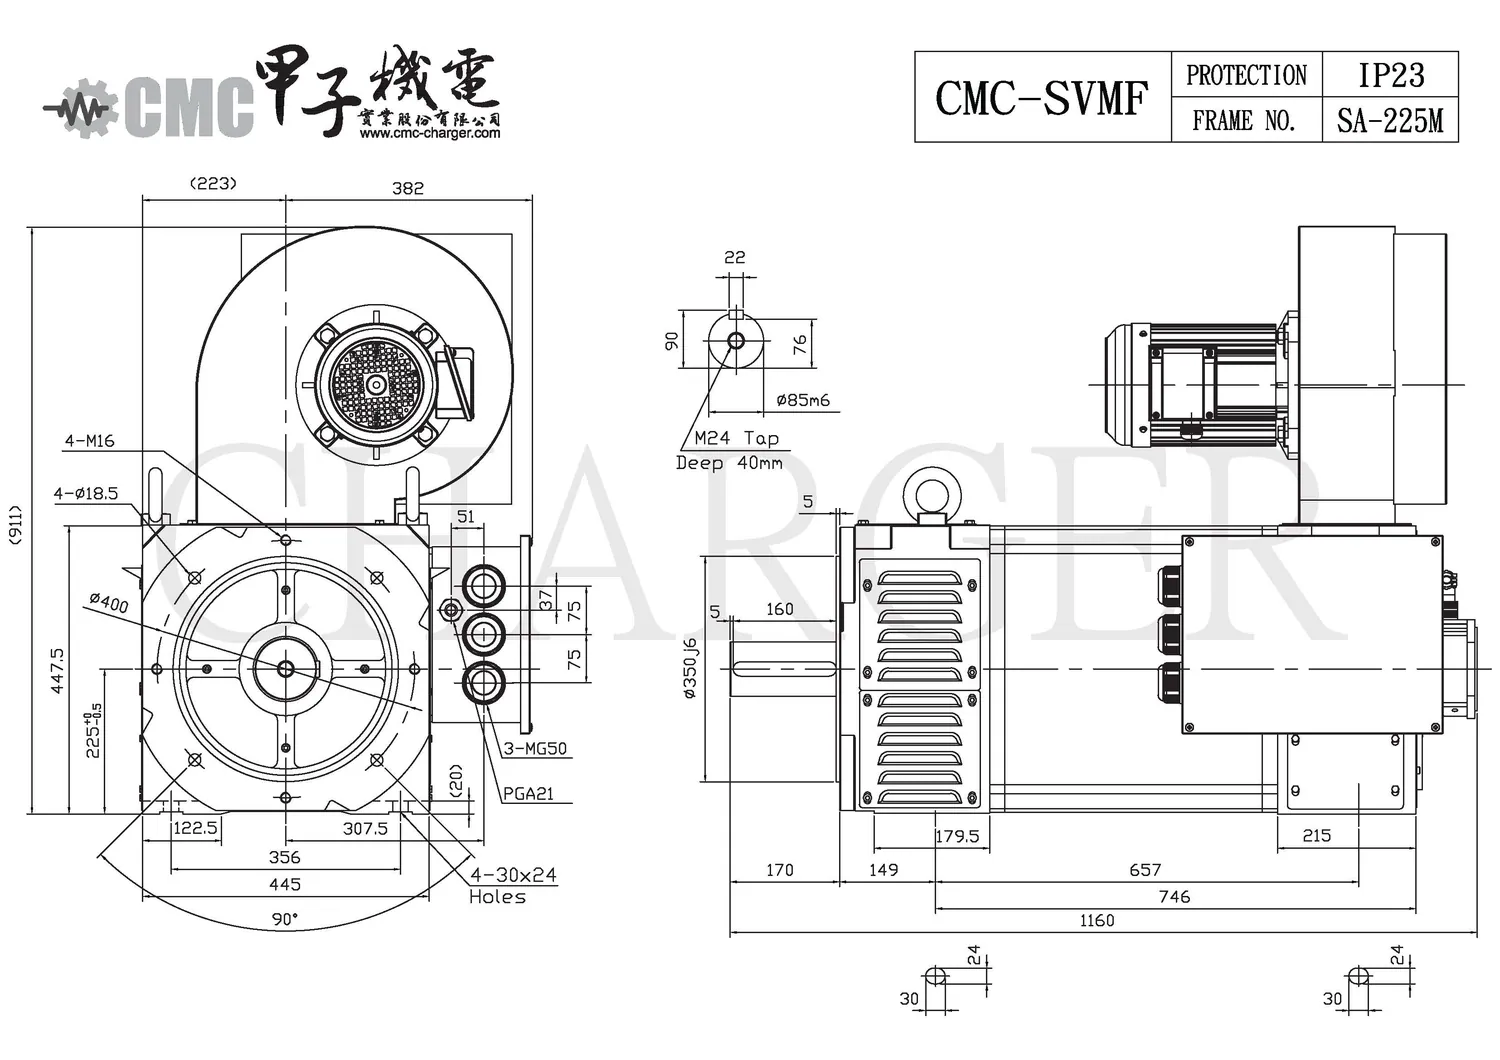 CMC 甲子機電
實業股份有限公司
www.cmc-charger.com
CMC-SVMF
PROTECTION IP23
FRAME NO. SA-225M
CHARGER
(223)
382
(911)
4-M16
4-Ø18.5
51
Ø400
447.5
37
75
75
225±0-0.5
3-MG50
PGA21
(20)
122.5
307.5
356
445
4-30x24
Holes
90°
22
90
76
Ø85m6
M24 Tap
Deep 40mm
5
5
160
Ø350j6
179.5
215
170
149
657
746
1160
24
30
24
30